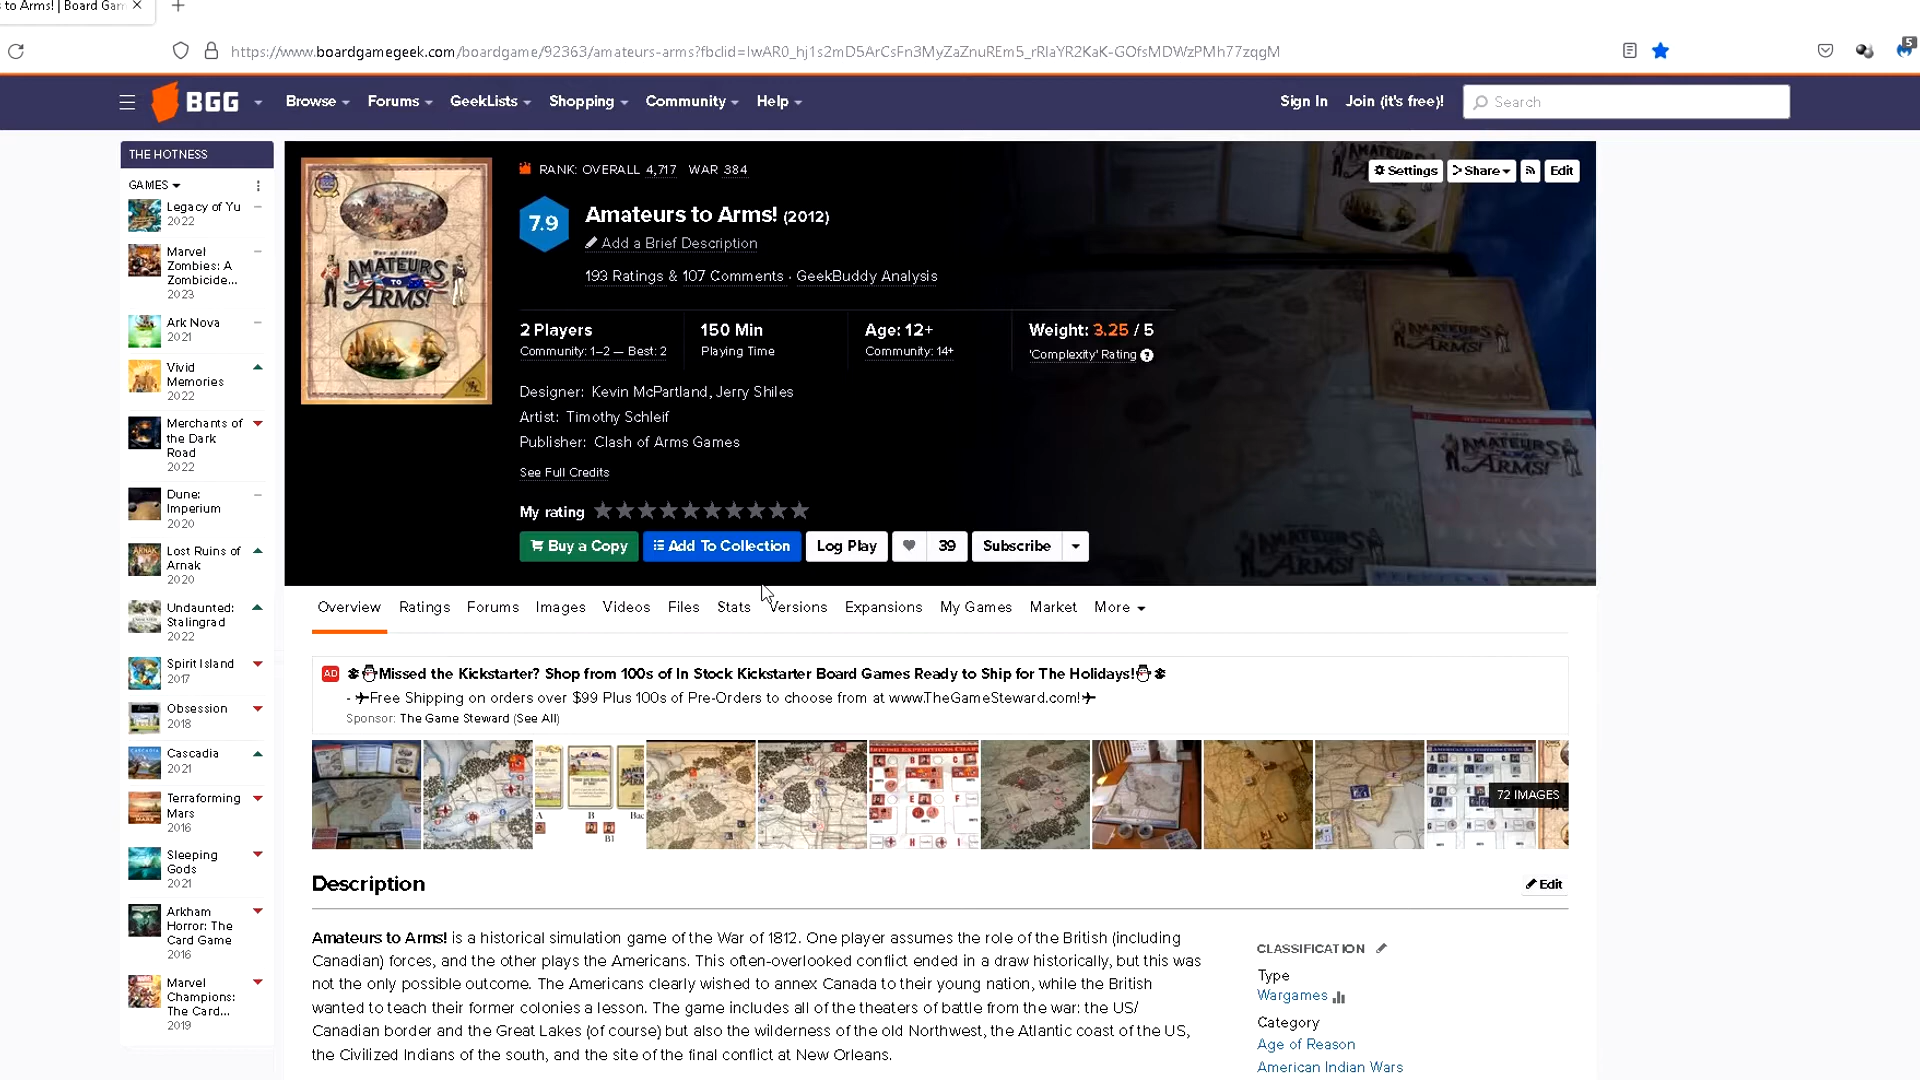 s to Arms! | Board Gam
5
https://www.boardgamegeek.com/boardgame/92363/amateurs-arms?fbclid=IwAR0_hj1s2mD5ArCsFn3MyZaZnuREm5_rRIaYR2KaK-GOfsMDWzPMh77zqgM
BGG
Browse
Forums
GeekLists
Shopping
Community
Help
Sign In
Join (it's free)!
Search
THE HOTNESS
GAMES
Legacy of Yu
2022
Marvel
Zombies: A
Zombicide...
2023
Ark Nova
2021
Vivid
Memories
2022
Merchants of
the Dark
Road
2022
Dune:
Imperium
2020
Lost Ruins of
Arnak
2020
Undaunted:
Stalingrad
2022
Spirit Island
2017
Obsession
2018
Cascadia
2021
Terraforming
Mars
2016
Sleeping
Gods
2021
Arkham
Horror: The
Card Game
2016
Marvel
Champions:
The Card...
2019
AMATEURS
TO
ARMS!
RANK: OVERALL 4,717 WAR 384
Settings
Share
Edit
7.9
Amateurs to Arms! (2012)
Add a Brief Description
193 Ratings & 107 Comments · GeekBuddy Analysis
2 Players
Community: 1–2 — Best: 2
150 Min
Playing Time
Age: 12+
Community: 14+
Weight: 3.25 / 5
'Complexity' Rating
Designer: Kevin McPartland, Jerry Shiles
Artist: Timothy Schleif
Publisher: Clash of Arms Games
See Full Credits
My rating
Buy a Copy
Add To Collection
Log Play
39
Subscribe
AMATEURS
ARMS!
Overview
Ratings
Forums
Images
Videos
Files
Stats
Versions
Expansions
My Games
Market
More
AD
Missed the Kickstarter? Shop from 100s of In Stock Kickstarter Board Games Ready to Ship for The Holidays!
- Free Shipping on orders over $99 Plus 100s of Pre-Orders to choose from at www.TheGameSteward.com!
Sponsor: The Game Steward (See All)
72 IMAGES
Description
Edit
Amateurs to Arms! is a historical simulation game of the War of 1812. One player assumes the role of the British (including
Canadian) forces, and the other plays the Americans. This often-overlooked conflict ended in a draw historically, but this was
not the only possible outcome. The Americans clearly wished to annex Canada to their young nation, while the British
wanted to teach their former colonies a lesson. The game includes all of the theaters of battle from the war: the US/
Canadian border and the Great Lakes (of course) but also the wilderness of the old Northwest, the Atlantic coast of the US,
the Civilized Indians of the south, and the site of the final conflict at New Orleans.
CLASSIFICATION
Type
Wargames
Category
Age of Reason
American Indian Wars